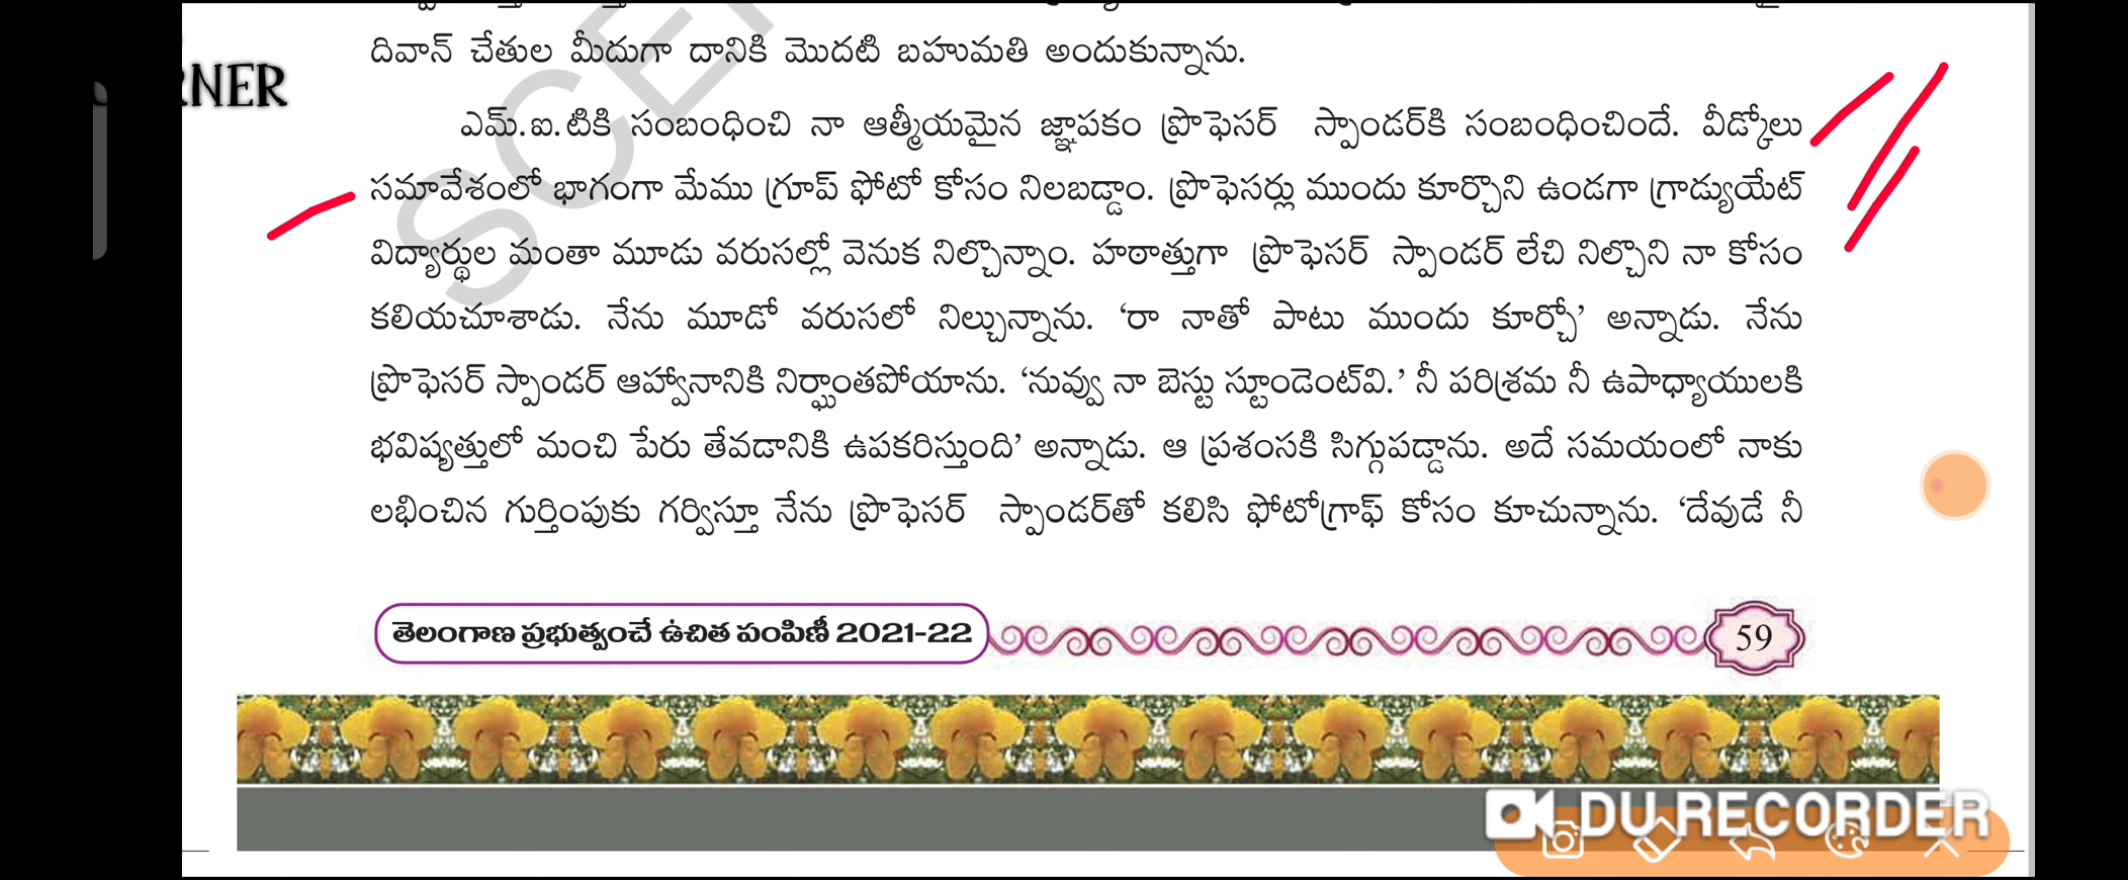 దివాన్ చేతుల మీదుగా దానికి మొదటి బహుమతి అందుకున్నాను.
RNER
ఎమ్.ఐ.టికి సంబంధించి నా ఆత్మీయమైన జ్ఞాపకం ప్రొఫెసర్ స్పాండర్‌కి సంబంధించిందే. వీడ్కోలు
సమావేశంలో భాగంగా మేము గ్రూప్ ఫోటో కోసం నిలబడ్డాం. ప్రొఫెసర్లు ముందు కూర్చొని ఉండగా గ్రాడ్యుయేట్
విద్యార్థుల మంతా మూడు వరుసల్లో వెనుక నిల్చొన్నాం. హఠాత్తుగా ప్రొఫెసర్ స్పాండర్ లేచి నిల్చొని నా కోసం
కలియచూశాడు. నేను మూడో వరుసలో నిల్చున్నాను. ‘రా నాతో పాటు ముందు కూర్చో’ అన్నాడు. నేను
ప్రొఫెసర్ స్పాండర్ ఆహ్వానానికి నిర్ఘాంతపోయాను. ‘నువ్వు నా బెస్టు స్టూండెంట్‌వి.’ నీ పరిశ్రమ నీ ఉపాధ్యాయులకి
భవిష్యత్తులో మంచి పేరు తేవడానికి ఉపకరిస్తుంది’ అన్నాడు. ఆ ప్రశంసకి సిగ్గుపడ్డాను. అదే సమయంలో నాకు
లభించిన గుర్తింపుకు గర్విస్తూ నేను ప్రొఫెసర్ స్పాండర్‌తో కలిసి ఫోటోగ్రాఫ్ కోసం కూచున్నాను. ‘దేవుడే నీ
తెలంగాణ ప్రభుత్వంచే ఉచిత పంపిణీ 2021-22
59
DU RECORDER